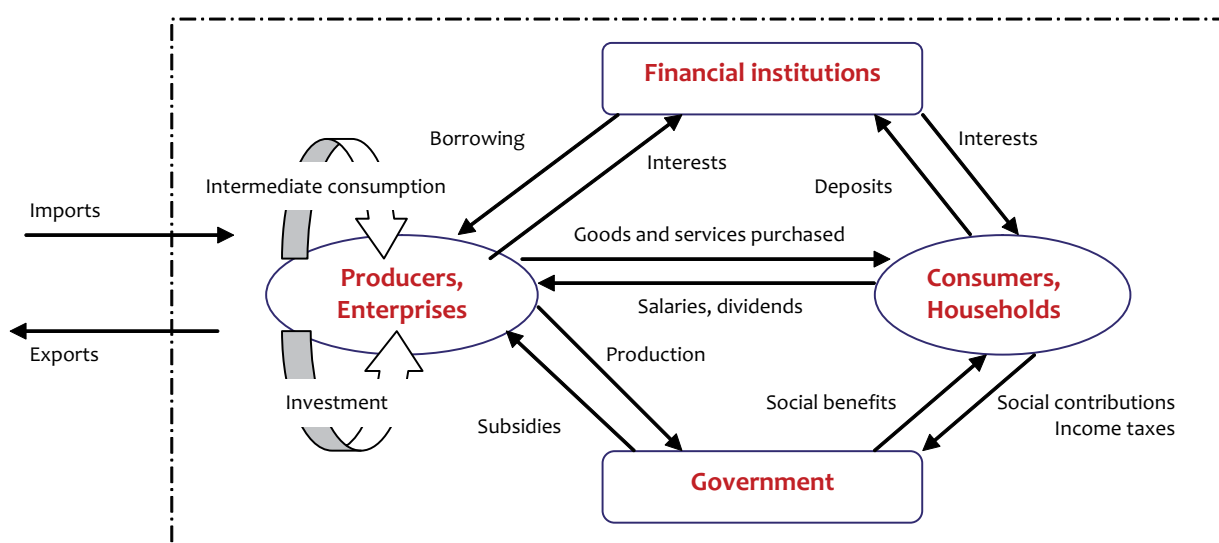 Financial institutions
Borrowing
Interests
Interests
Deposits
Intermediate consumption
Imports
Goods and services purchased
Producers,
Enterprises
Consumers,
Households
Salaries, dividends
Exports
Production
Investment
Subsidies
Social benefits
Social contributions
Income taxes
Government